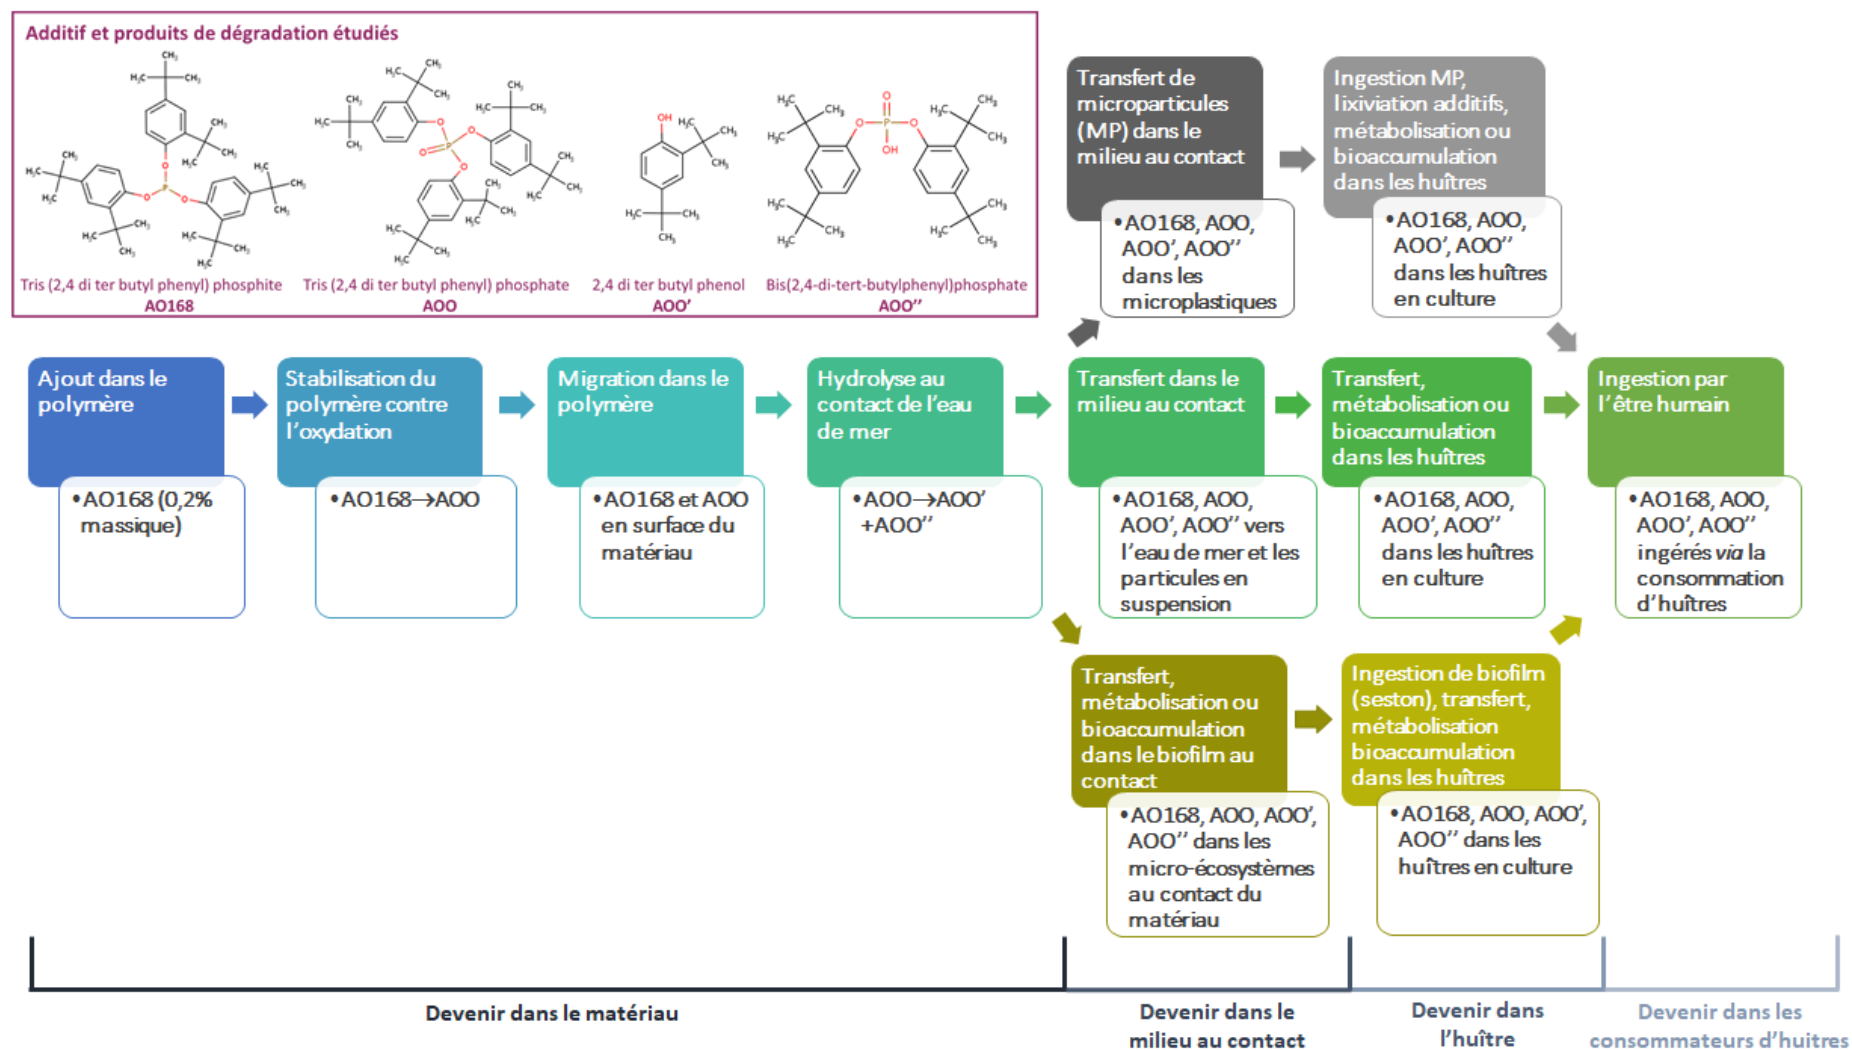 Additif et produits de dégradation étudiés
Tris (2,4 di ter butyl phenyl) phosphite
AO168
Tris (2,4 di ter butyl phenyl) phosphate
AOO
2,4 di ter butyl phenol
AOO’
Bis(2,4-di-tert-butylphenyl)phosphate
AOO’’
Transfert de
microparticules
(MP) dans le
milieu au contact
•AO168, AOO,
AOO’, AOO’’
dans les
microplastiques
Ingestion MP,
lixiviation additifs,
métabolisation ou
bioaccumulation
dans les huîtres
•AO168, AOO,
AOO’, AOO’’
dans les huîtres
en culture
Ajout dans le
polymère
•AO168 (0,2%
massique)
Stabilisation du
polymère contre
l’oxydation
•AO168→AOO
Migration dans le
polymère
•AO168 et AOO
en surface du
matériau
Hydrolyse au
contact de l’eau
de mer
•AOO→AOO’
+AOO’’
Transfert dans le
milieu au contact
•AO168, AOO,
AOO’, AOO’’ vers
l’eau de mer et les
particules en
suspension
Transfert,
métabolisation ou
bioaccumulation
dans les huîtres
•AO168, AOO,
AOO’, AOO’’
dans les huîtres
en culture
Ingestion par
l’être humain
•AO168, AOO,
AOO’, AOO’’
ingérés via la
consommation
d’huîtres
Transfert,
métabolisation ou
bioaccumulation
dans le biofilm au
contact
•AO168, AOO, AOO’,
AOO’’ dans les
micro-écosystèmes
au contact du
matériau
Ingestion de biofilm
(seston), transfert,
métabolisation
bioaccumulation
dans les huîtres
•AO168, AOO, AOO’,
AOO’’ dans les
huîtres en culture
Devenir dans le matériau
Devenir dans le
milieu au contact
Devenir dans
l’huître
Devenir dans les
consommateurs d’huitres